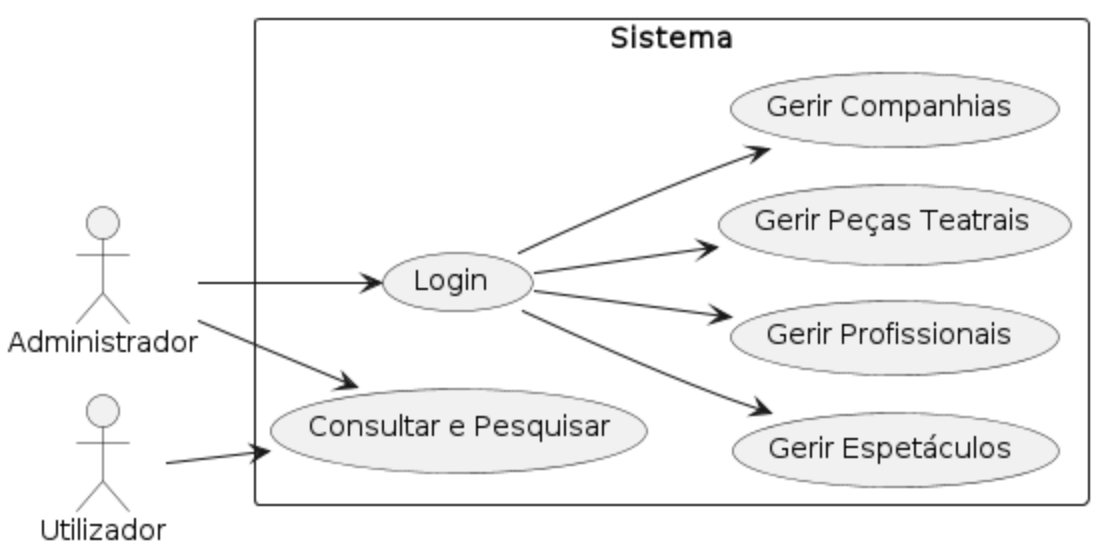 Sistema
Gerir Companhias
Gerir Peças Teatrais
Login
Gerir Profissionais
Administrador
Consultar e Pesquisar
Gerir Espetáculos
Utilizador